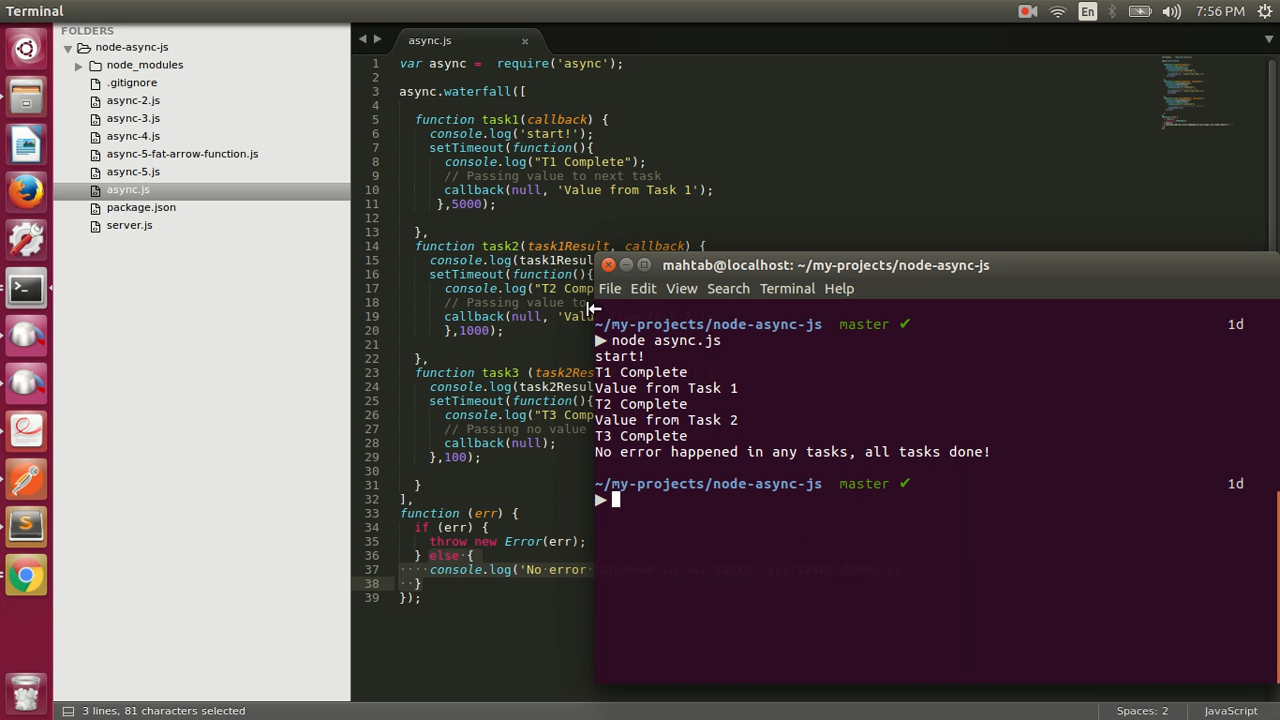 Terminal
En
7:56 PM
FOLDERS
node-async-js
node_modules
.gitignore
async-2.js
async-3.js
async-4.js
async-5-fat-arrow-function.js
async-5.js
async.js
package.json
server.js
async.js
1 var async =  require('async');
2
3 async.waterfall([
4
5   function task1(callback) {
6     console.log('start!');
7     setTimeout(function(){
8       console.log("T1 Complete");
9       // Passing value to next task
10       callback(null, 'Value from Task 1');
11      },5000);
12
13   },
14   function task2(task1Result, callback) {
15     console.log(task1Resul
16     setTimeout(function(){
17       console.log("T2 Comp
18       // Passing value to
19       callback(null, 'Valu
20       },1000);
21
22   },
23   function task3 (task2Res
24     console.log(task2Resul
25     setTimeout(function(){
26       console.log("T3 Comp
27       // Passing no value
28       callback(null);
29     },100);
30
31   }
32 ],
33 function (err) {
34   if (err) {
35     throw new Error(err);
36   } else {
37     console.log('No error happened in any tasks, all tasks done!');
38   }
39 });
mahtab@localhost: ~/my-projects/node-async-js
File Edit View Search Terminal Help
~/my-projects/node-async-js  master ✔ 1d
▶ node async.js
start!
T1 Complete
Value from Task 1
T2 Complete
Value from Task 2
T3 Complete
No error happened in any tasks, all tasks done!
~/my-projects/node-async-js  master ✔ 1d
▶
3 lines, 81 characters selected
Spaces: 2
JavaScript